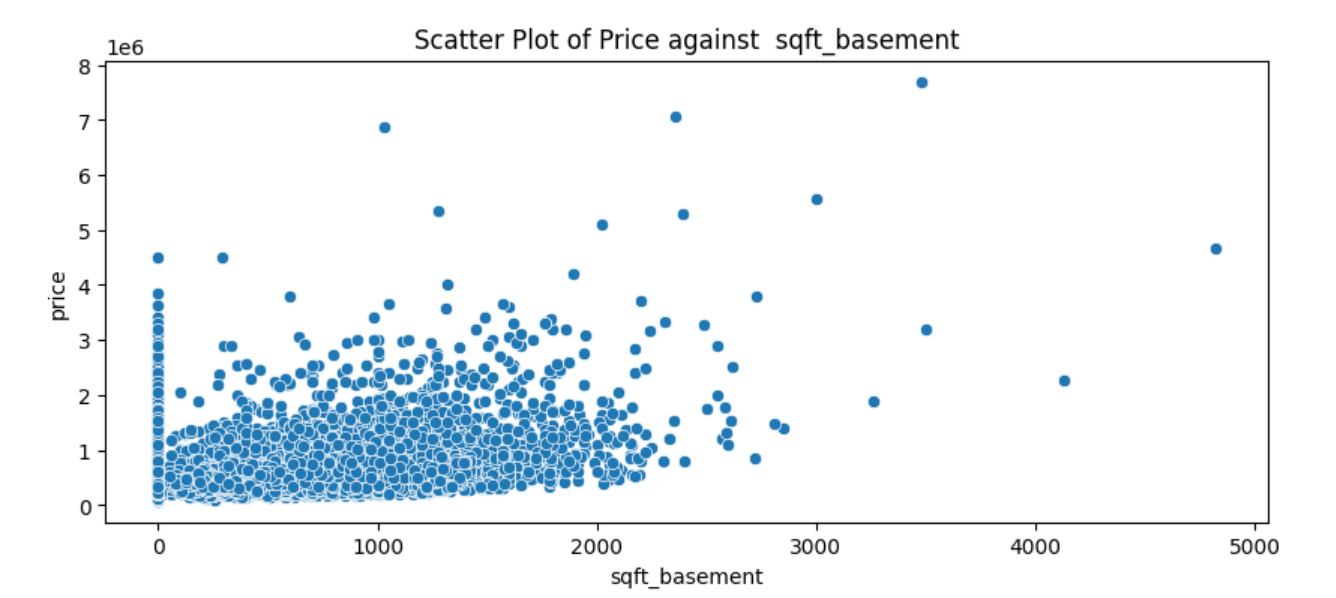 Scatter Plot of Price against  sqft_basement
1e6
8
7
6
5
4
3
2
1
0
price
0 1000 2000 3000 4000 5000
sqft_basement